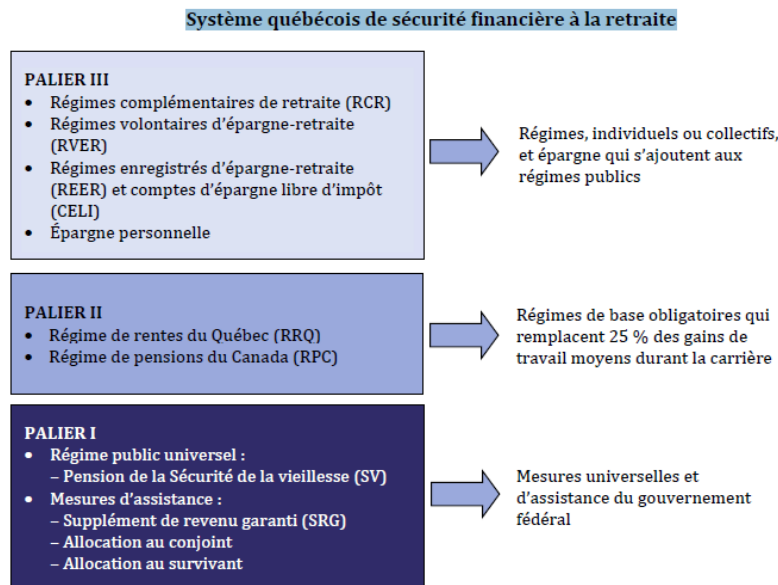 Système québécois de sécurité financière à la retraite
PALIER III
• Régimes complémentaires de retraite (RCR)
• Régimes volontaires d'épargne-retraite
(RVER)
• Régimes enregistrés d'épargne-retraite
(REER) et comptes d'épargne libre d'impôt
(CELI)
• Épargne personnelle
Régimes, individuels ou collectifs,
et épargne qui s'ajoutent aux
régimes publics
PALIER II
• Régime de rentes du Québec (RRQ)
• Régime de pensions du Canada (RPC)
Régimes de base obligatoires qui
remplacent 25 % des gains de
travail moyens durant la carrière
PALIER I
• Régime public universel :
– Pension de la Sécurité de la vieillesse (SV)
• Mesures d'assistance :
– Supplément de revenu garanti (SRG)
– Allocation au conjoint
– Allocation au survivant
Mesures universelles et
d'assistance du gouvernement
fédéral